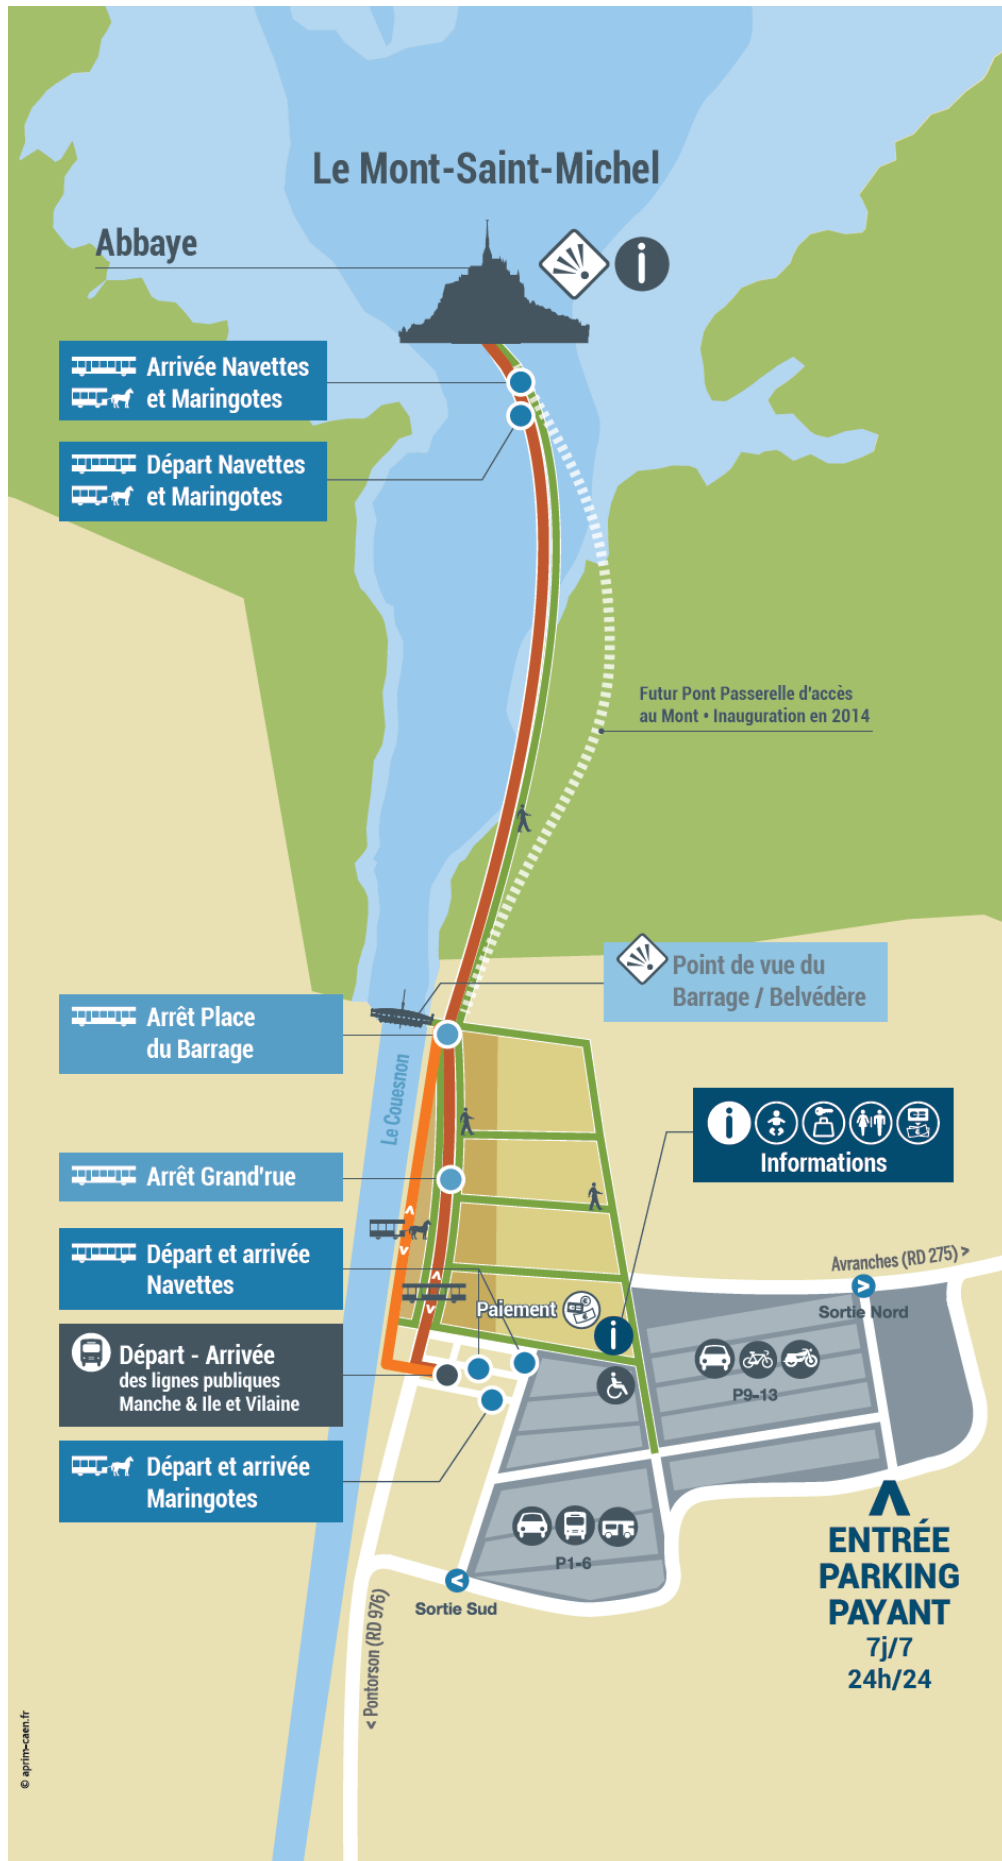 Le Mont-Saint-Michel
Abbaye
Arrivée Navettes
et Maringotes
Départ Navettes
et Maringotes
Futur Pont Passerelle d'accès
au Mont • Inauguration en 2014
Point de vue du
Barrage / Belvédère
Arrêt Place
du Barrage
Le Couesnon
Informations
Arrêt Grand'rue
Départ et arrivée
Navettes
Avranches (RD 275) >
Sortie Nord
Paiement
Départ - Arrivée
des lignes publiques
Manche & Ile et Vilaine
P9-13
Départ et arrivée
Maringotes
P1-6
Sortie Sud
ENTRÉE
PARKING
PAYANT
7j/7
24h/24
< Pontorson (RD 976)
© aprim-caen.fr